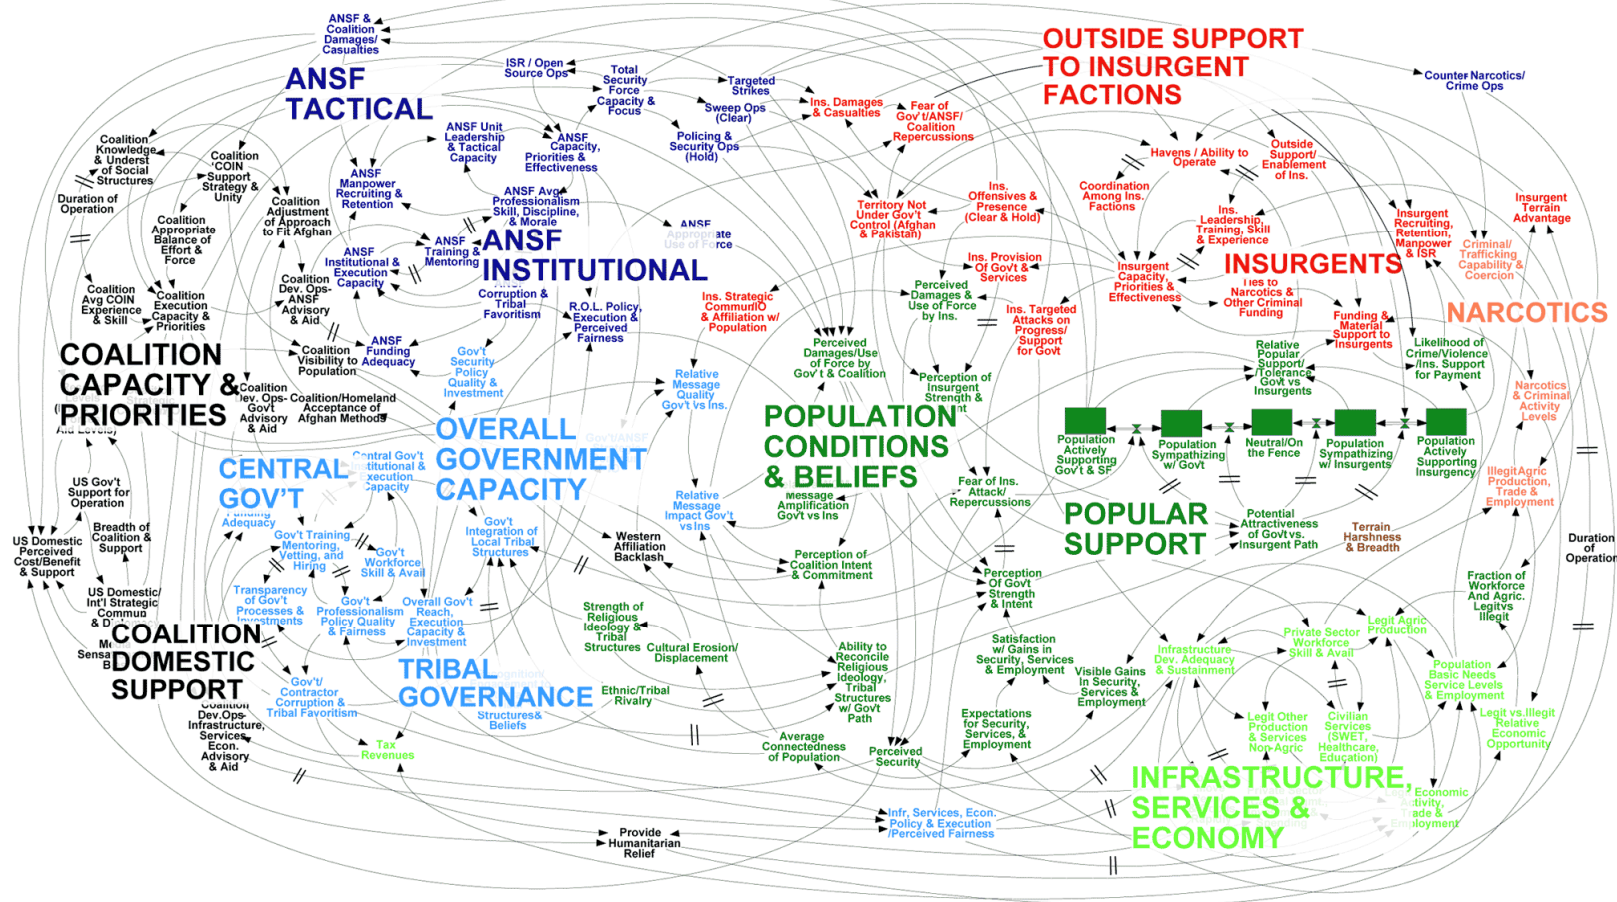 ANSF &
Coalition
Damages/
Casualties
ANSF
TACTICAL
ISR / Open
Source Ops
Total
Security
Force
Capacity &
Focus
Targeted
Strikes
Sweep Ops
(Clear)
Policing &
Security Ops
(Hold)
Ins. Damages
& Casualties
Fear of
Gov't/ANSF/
Coalition
Repercussions
OUTSIDE SUPPORT
TO INSURGENT
FACTIONS
Counter Narcotics/
Crime Ops
Coalition
Knowledge
& Underst
of Social
Structures
Duration of
Operation
Coalition
'COIN
Support
Strategy &
Unity
Coalition
Adjustment
of Approach
to Fit Afghan
Coalition
Appropriate
Balance of
Effort &
Force
Coalition
Avg COIN
Experience
& Skill
Coalition
Execution
Capacity &
Priorities
Coalition
Dev. Ops-
ANSF
Advisory
& Aid
ANSF Unit
Leadership
& Tactical
Capacity
ANSF
Capacity,
Priorities &
Effectiveness
ANSF
Manpower
Recruiting &
Retention
ANSF Avg
Professionalism
Skill, Discipline,
& Morale
ANSF
Training &
Mentoring
ANSF
Institutional &
Execution
Capacity
ANSF
INSTITUTIONAL
ANSF
Appropriate
Use of Force
Corruption &
Tribal
Favoritism
R.O.L. Policy,
Execution &
Perceived
Fairness
ANSF
Funding
Adequacy
Coalition
Visibility to
Population
Gov't
Security
Policy
Quality &
Investment
Ins. Strategic
Commun/IO
& Affiliation w/
Population
Territory Not
Under Gov't
Control (Afghan
& Pakistan)
Ins.
Offensives &
Presence
(Clear & Hold)
Ins. Provision
Of Gov't &
Services
Perceived
Damages &
Use of Force
by Ins.
Ins. Targeted
Attacks on
Progress/
Support
for Govt
Havens / Ability to
Operate
Outside
Support/
Enablement
of Ins.
Coordination
Among Ins.
Factions
Ins.
Leadership,
Training, Skill
& Experience
Insurgent
Capacity,
Priorities &
Effectiveness
INSURGENTS
Ties to
Narcotics &
Other Criminal
Funding
Funding &
Material
Support to
Insurgents
Insurgent
Recruiting,
Retention,
Manpower
& ISR
Insurgent
Terrain
Advantage
Criminal/
Trafficking
Capability &
Coercion
NARCOTICS
Likelihood of
Crime/Violence
/Ins. Support
for Payment
Narcotics
& Criminal
Activity
Levels
Relative
Popular
Support/
/Tolerance
Govt vs
Insurgents
COALITION
CAPACITY &
PRIORITIES
Coalition
Dev. Ops-
Gov't
Advisory
& Aid
Coalition/Homeland
Acceptance of
Afghan Methods
Perceived
Damages/Use
of Force by
Gov't & Coalition
Perception of
Insurgent
Strength &
Relative
Message
Quality
Gov't vs Ins.
OVERALL
GOVERNMENT
CAPACITY
POPULATION
CONDITIONS
& BELIEFS
Population
Actively
Supporting
Gov't & SF
Population
Sympathizing
w/ Gov't
Neutral/On
the Fence
Population
Sympathizing
w/ Insurgents
Population
Actively
Supporting
Insurgency
CENTRAL
GOV'T
Central Gov't
Institutional &
Execution
Capacity
US Gov't
Support for
Operation
Breadth of
Coalition &
Support
US Domestic
Perceived
Cost/Benefit
& Support
US Domestic/
Int'l Strategic
Commun
Adequacy
Gov't Training
Mentoring,
Vetting, and
Hiring
Gov't
Workforce
Skill & Avail
Transparency
of Gov't
Processes &
Investments
Gov't
Professionalism
Policy Quality
& Fairness
Overall Gov't
Reach,
Execution
Capacity &
Investment
Gov't
Integration of
Local Tribal
Structures
Relative
Message
Impact Gov't
vs Ins
Message
Amplification
Gov't vs Ins
Fear of Ins.
Attack/
Repercussions
Western
Affiliation
Backlash
Perception of
Coalition Intent
& Commitment
Perception
Of Gov't
Strength
& Intent
POPULAR
SUPPORT
Potential
Attractiveness
of Gov't vs.
Insurgent Path
Terrain
Harshness
& Breadth
Illegit Agric
Production,
Trade &
Employment
Duration
of
Operation
Fraction of
Workforce
And Agric.
Legit vs
Illegit
COALITION
DOMESTIC
SUPPORT
Gov't/
Contractor
Corruption &
Tribal Favoritism
TRIBAL
GOVERNANCE
Structures &
Beliefs
Strength of
Religious
Ideology &
Tribal
Structures
Cultural Erosion/
Displacement
Ethnic/Tribal
Rivalry
Ability to
Reconcile
Religious
Ideology,
Tribal
Structures
w/ Gov't
Path
Satisfaction
w/ Gains in
Security, Services
& Employment
Visible Gains
In Security,
Services &
Employment
Expectations
for Security,
Services, &
Employment
Infrastructure
Dev. Adequacy
& Sustainment
Private Sector
Workforce
Skill & Avail
Legit Agric
Production
Population
Basic Needs
Service Levels
& Employment
Legit vs Illegit
Relative
Economic
Opportunity
Legit Other
Production
& Services
Non-Agric
Civilian
Services
(SWET,
Healthcare,
Education)
Coalition
Dev.Ops-
Infrastructure,
Services,
Econ.
Advisory
& Aid
Tax
Revenues
Average
Connectedness
of Population
Perceived
Security
INFRASTRUCTURE,
SERVICES &
ECONOMY
Economic
Activity,
Trade &
Employment
Infr, Services, Econ.
Policy & Execution
/Perceived Fairness
Provide
Humanitarian
Relief